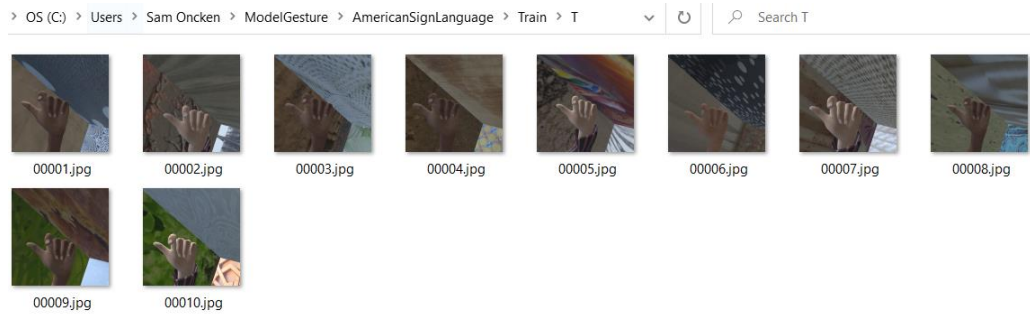 > OS (C:) > Users > Sam Oncken > ModelGesture > AmericanSignLanguage > Train > T
Search T
00001.jpg 00002.jpg 00003.jpg 00004.jpg 00005.jpg 00006.jpg 00007.jpg 00008.jpg
00009.jpg 00010.jpg